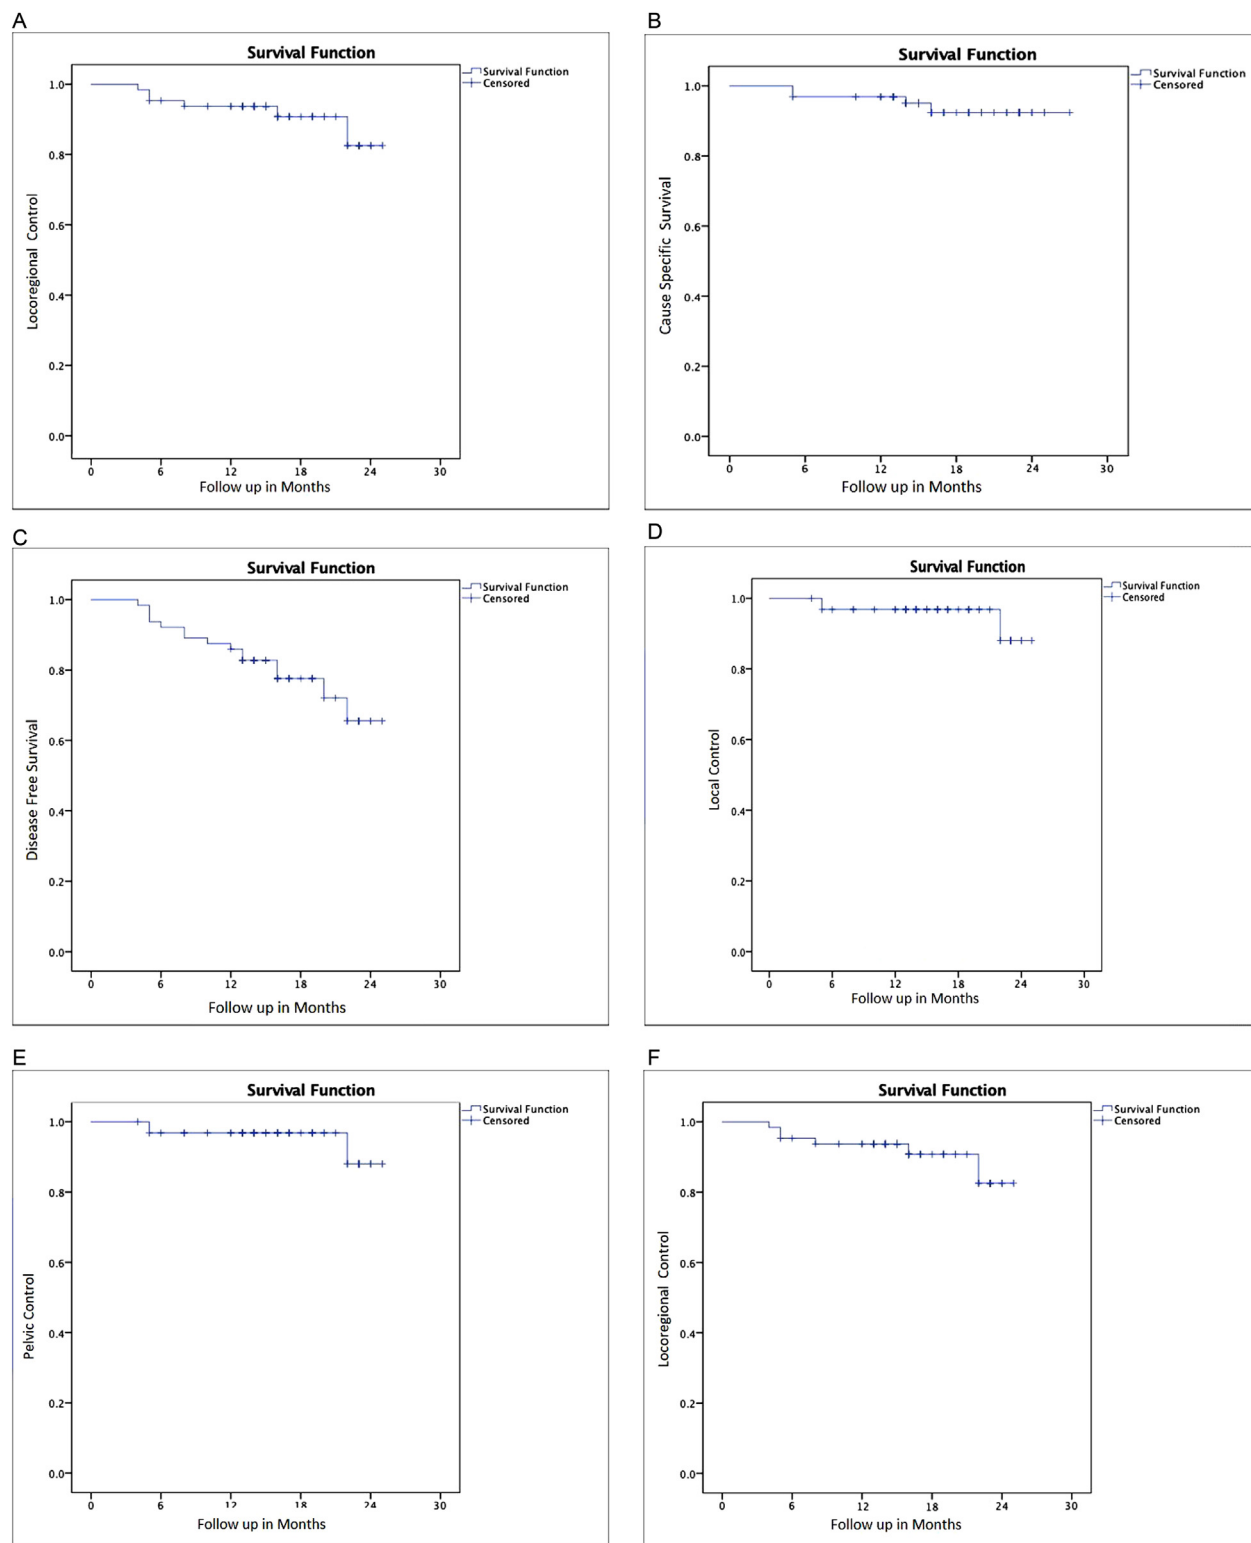 A
Survival Function
Survival Function
Censored
1.0
0.8
0.6
0.4
0.2
0.0
Locoregional Control
0 6 12 18 24 30
Follow up in Months
B
Survival Function
Survival Function
Censored
1.0
0.8
0.6
0.4
0.2
0.0
Cause Specific Survival
0 6 12 18 24 30
Follow up in Months
C
Survival Function
Survival Function
Censored
1.0
0.8
0.6
0.4
0.2
0.0
Disease Free Survival
0 6 12 18 24 30
Follow up in Months
D
Survival Function
Survival Function
Censored
1.0
0.8
0.6
0.4
0.2
0.0
Local Control
0 6 12 18 24 30
Follow up in Months
E
Survival Function
Survival Function
Censored
1.0
0.8
0.6
0.4
0.2
0.0
Pelvic Control
0 6 12 18 24 30
Follow up in Months
F
Survival Function
Survival Function
Censored
1.0
0.8
0.6
0.4
0.2
0.0
Locoregional Control
0 6 12 18 24 30
Follow up in Months